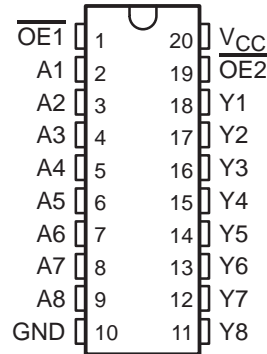 OE1 1 20 VCC
A1 2 19 OE2
A2 3 18 Y1
A3 4 17 Y2
A4 5 16 Y3
A5 6 15 Y4
A6 7 14 Y5
A7 8 13 Y6
A8 9 12 Y7
GND 10 11 Y8